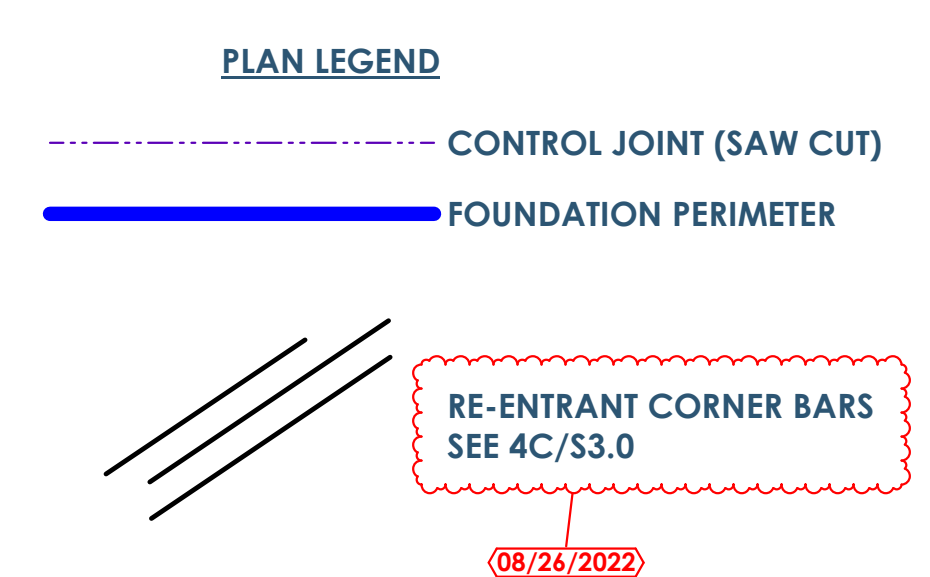 PLAN LEGEND
CONTROL JOINT (SAW CUT)
FOUNDATION PERIMETER
RE-ENTRANT CORNER BARS
SEE 4C/S3.0
08/26/2022